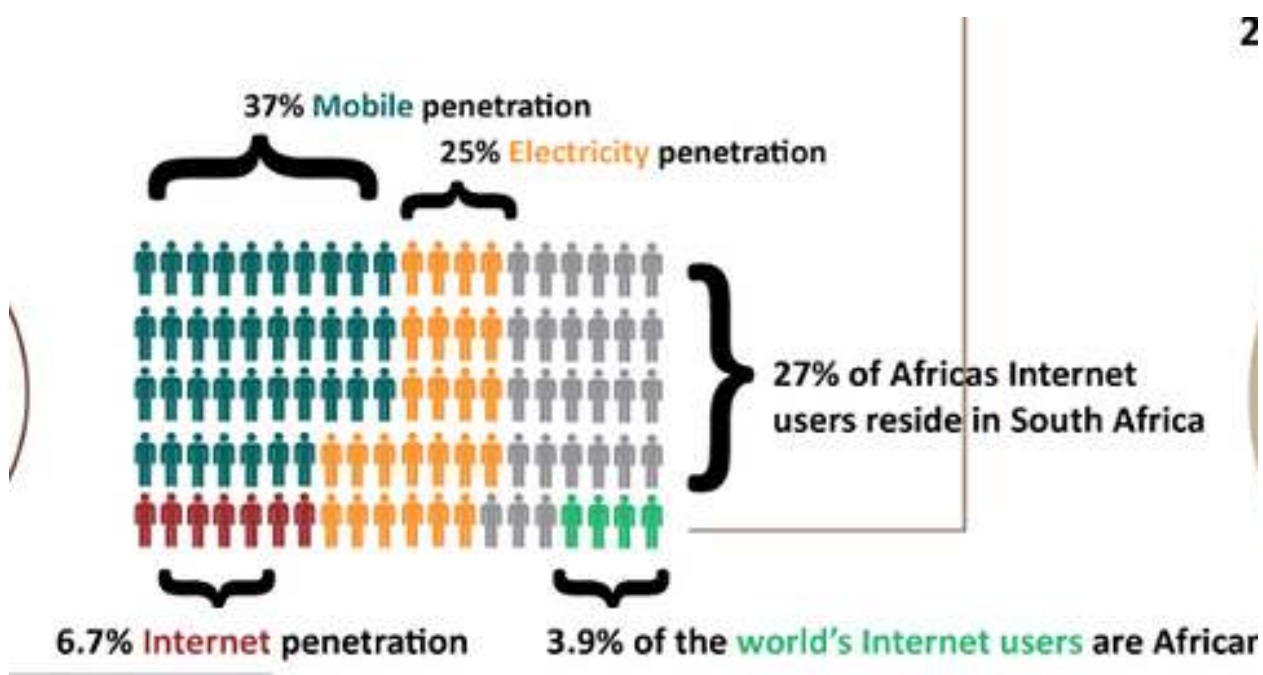 2
37% Mobile penetration
25% Electricity penetration
27% of Africas Internet
users reside in South Africa
6.7% Internet penetration
3.9% of the world's Internet users are African